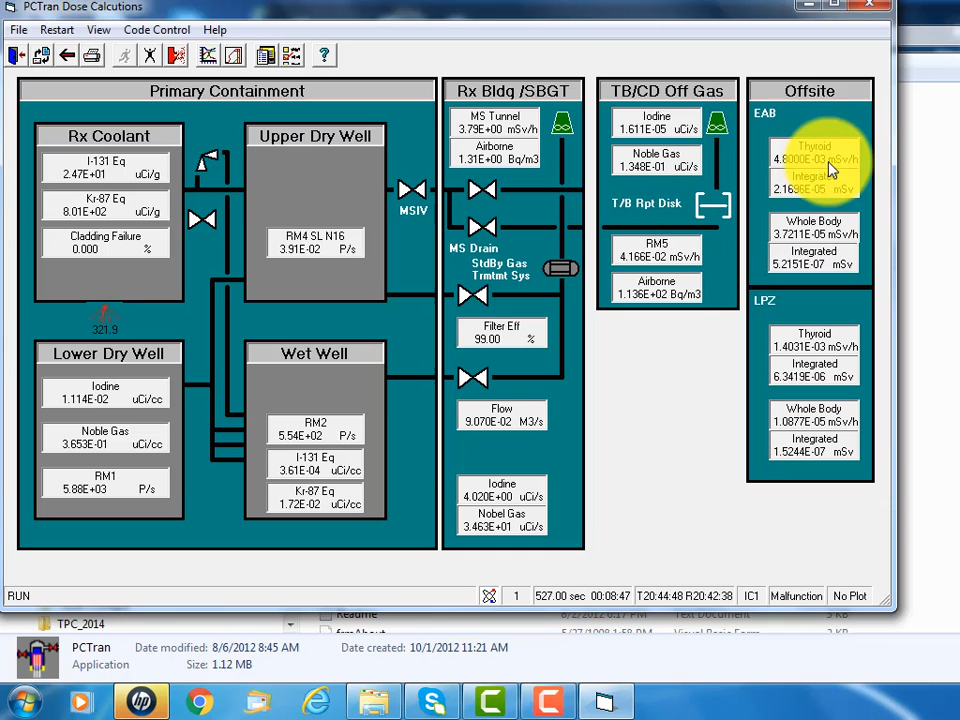 PCTran Dose Calcutions
File Restart View Code Control Help
Primary Containment
Rx Coolant
I-131 Eq
2.47E+01 uCi/g
Kr-87 Eq
8.01E+02 uCi/g
Cladding Failure
0.000 %
321.9
Upper Dry Well
RM4 SL N16
3.91E-02 P/s
MSIV
Lower Dry Well
Iodine
1.114E-02 uCi/cc
Noble Gas
3.653E-01 uCi/cc
RM1
5.88E+03 P/s
Wet Well
RM2
5.54E+02 P/s
I-131 Eq
3.61E-04 uCi/cc
Kr-87 Eq
1.72E-02 uCi/cc
Rx Bldg /SBGT
MS Tunnel
3.79E+00 mSv/h
Airborne
1.31E+00 Bq/m3
MS Drain
StdBy Gas
Trmtmt Sys
Filter Eff
99.00 %
Flow
9.070E-02 M3/s
Iodine
4.020E+00 uCi/s
Nobel Gas
3.463E+01 uCi/s
TB/CD Off Gas
Iodine
1.611E-05 uCi/s
Noble Gas
1.348E-01 uCi/s
T/B Rpt Disk
RM5
4.166E-02 mSv/h
Airborne
1.136E+02 Bq/m3
Offsite
EAB
Thyroid
4.8000E-03 mSv/h
Integrated
2.1696E-05 mSv
Whole Body
3.7211E-05 mSv/h
Integrated
5.2151E-07 mSv
LPZ
Thyroid
1.4031E-03 mSv/h
Integrated
6.3419E-06 mSv
Whole Body
1.0877E-05 mSv/h
Integrated
1.5244E-07 mSv
RUN 1 527.00 sec 00:08:47 T20:44:48 R20:42:38 IC1 Malfunction No Plot
TPC_2014
PCTran Date modified: 8/6/2012 8:45 AM Date created: 10/1/2012 11:21 AM
Application Size: 1.12 MB